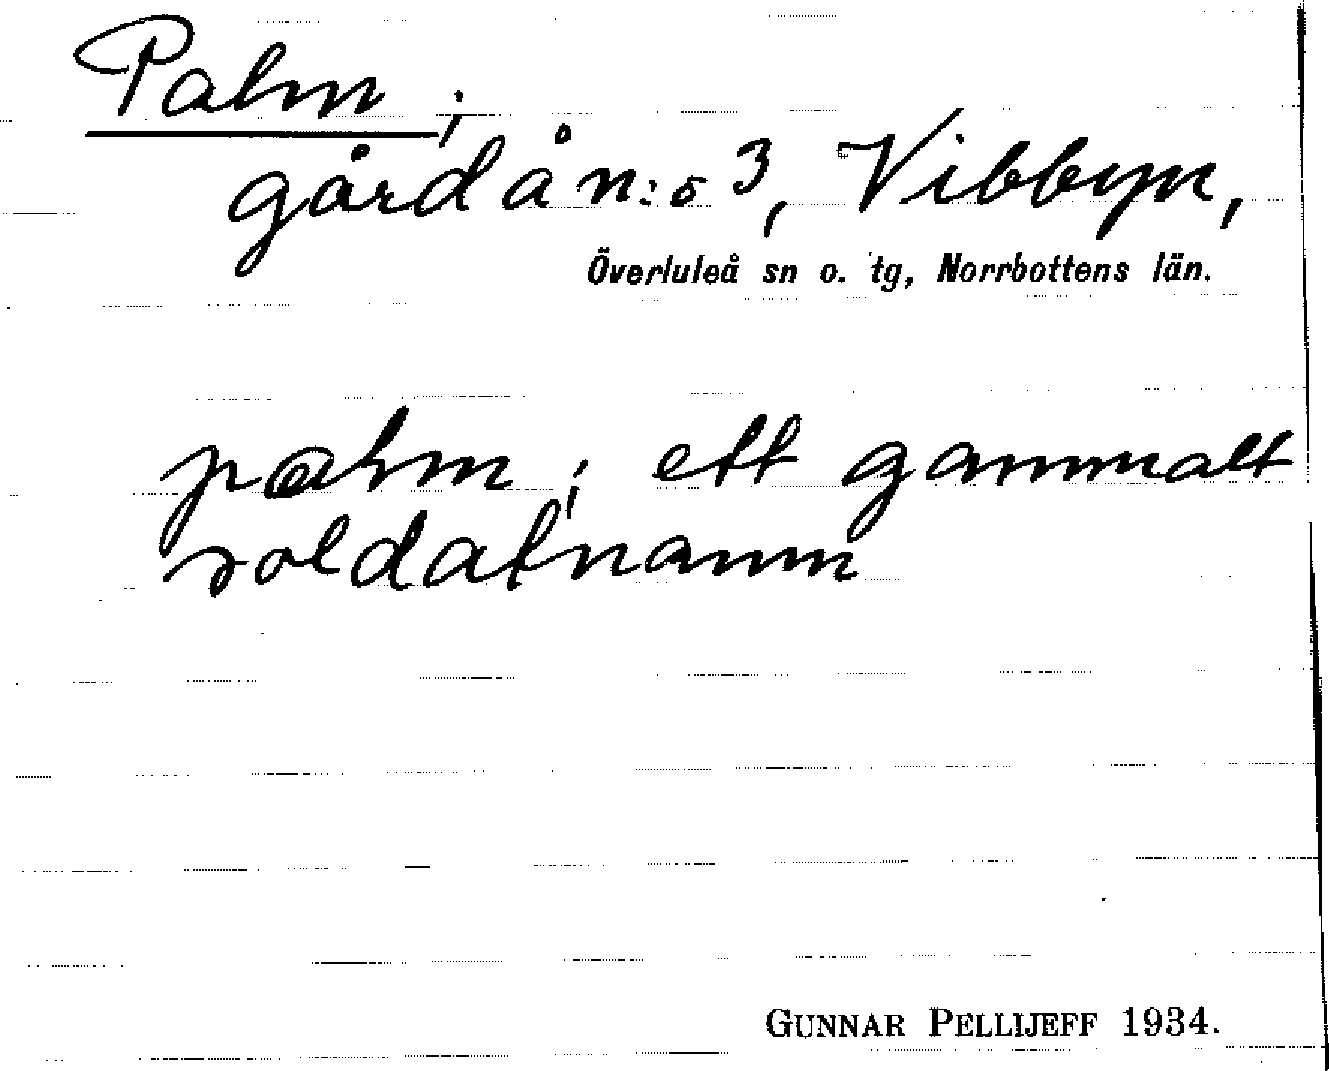 Palm;
gård å n:o 3, Vibbyn,
Överluleå sn o. tg, Norrbottens län.
palm; ett gammalt
soldatnamn
GUNNAR PELLIJEFF 1934.